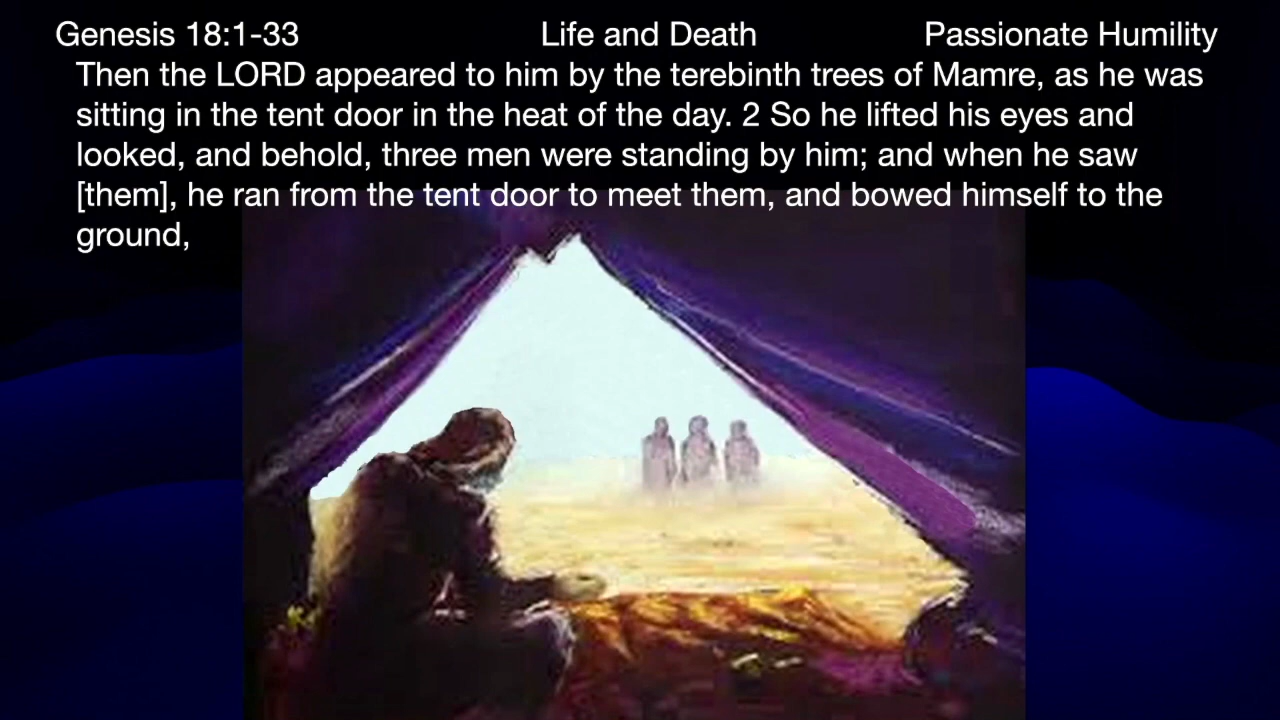 Genesis 18:1-33 Life and Death Passionate Humility
Then the LORD appeared to him by the terebinth trees of Mamre, as he was
sitting in the tent door in the heat of the day. 2 So he lifted his eyes and
looked, and behold, three men were standing by him; and when he saw
[them], he ran from the tent door to meet them, and bowed himself to the
ground,